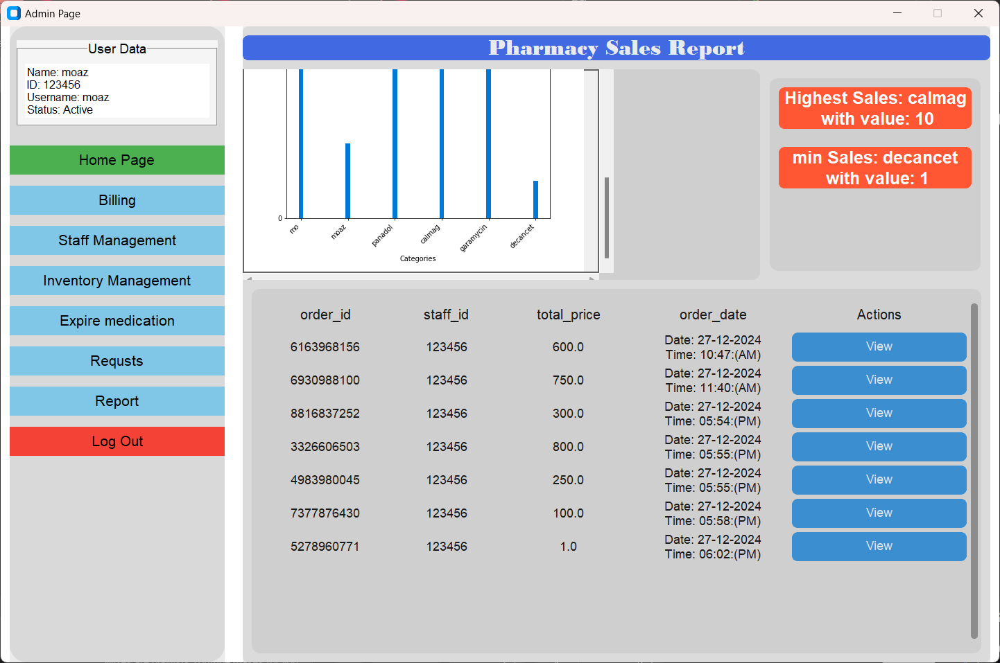 Admin Page
User Data
Name: moaz
ID: 123456
Username: moaz
Status: Active
Home Page
Billing
Staff Management
Inventory Management
Expire medication
Requsts
Report
Log Out
Pharmacy Sales Report
0
mo
moaz
panadol
calmag
garamycin
decancet
Categories
Highest Sales: calmag
with value: 10
min Sales: decancet
with value: 1
order_id staff_id total_price order_date Actions
6163968156 123456 600.0 Date: 27-12-2024 View
Time: 10:47:(AM)
6930988100 123456 750.0 Date: 27-12-2024 View
Time: 11:40:(AM)
8816837252 123456 300.0 Date: 27-12-2024 View
Time: 05:54:(PM)
3326606503 123456 800.0 Date: 27-12-2024 View
Time: 05:55:(PM)
4983980045 123456 250.0 Date: 27-12-2024 View
Time: 05:55:(PM)
7377876430 123456 100.0 Date: 27-12-2024 View
Time: 05:58:(PM)
5278960771 123456 1.0 Date: 27-12-2024 View
Time: 06:02:(PM)